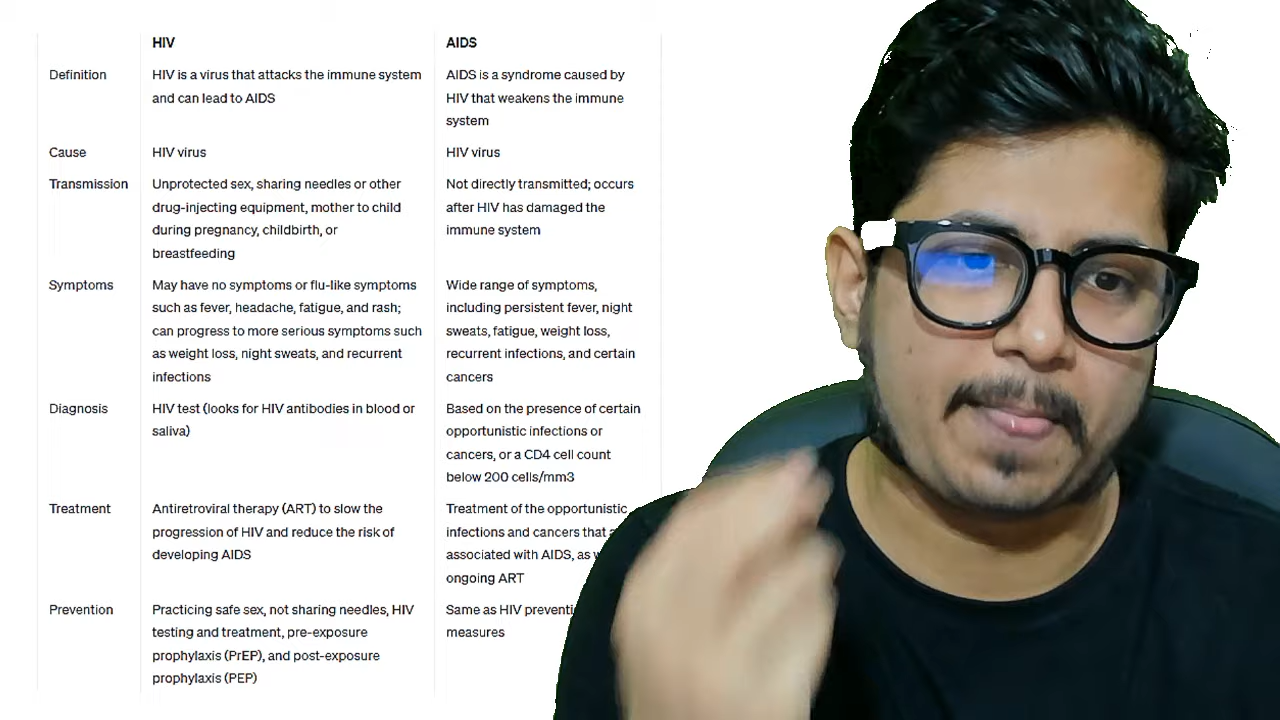 HIV AIDS
Definition HIV is a virus that attacks the immune system AIDS is a syndrome caused by
and can lead to AIDS HIV that weakens the immune
system
Cause HIV virus HIV virus
Transmission Unprotected sex, sharing needles or other Not directly transmitted; occurs
drug-injecting equipment, mother to child after HIV has damaged the
during pregnancy, childbirth, or immune system
breastfeeding
Symptoms May have no symptoms or flu-like symptoms Wide range of symptoms,
such as fever, headache, fatigue, and rash; including persistent fever, night
can progress to more serious symptoms such sweats, fatigue, weight loss,
as weight loss, night sweats, and recurrent recurrent infections, and certain
infections cancers
Diagnosis HIV test (looks for HIV antibodies in blood or Based on the presence of certain
saliva) opportunistic infections or
cancers, or a CD4 cell count
below 200 cells/mm3
Treatment Antiretroviral therapy (ART) to slow the Treatment of the opportunistic
progression of HIV and reduce the risk of infections and cancers that
developing AIDS associated with AIDS, as
ongoing ART
Prevention Practicing safe sex, not sharing needles, HIV Same as HIV
testing and treatment, pre-exposure measures
prophylaxis (PrEP), and post-exposure
prophylaxis (PEP)